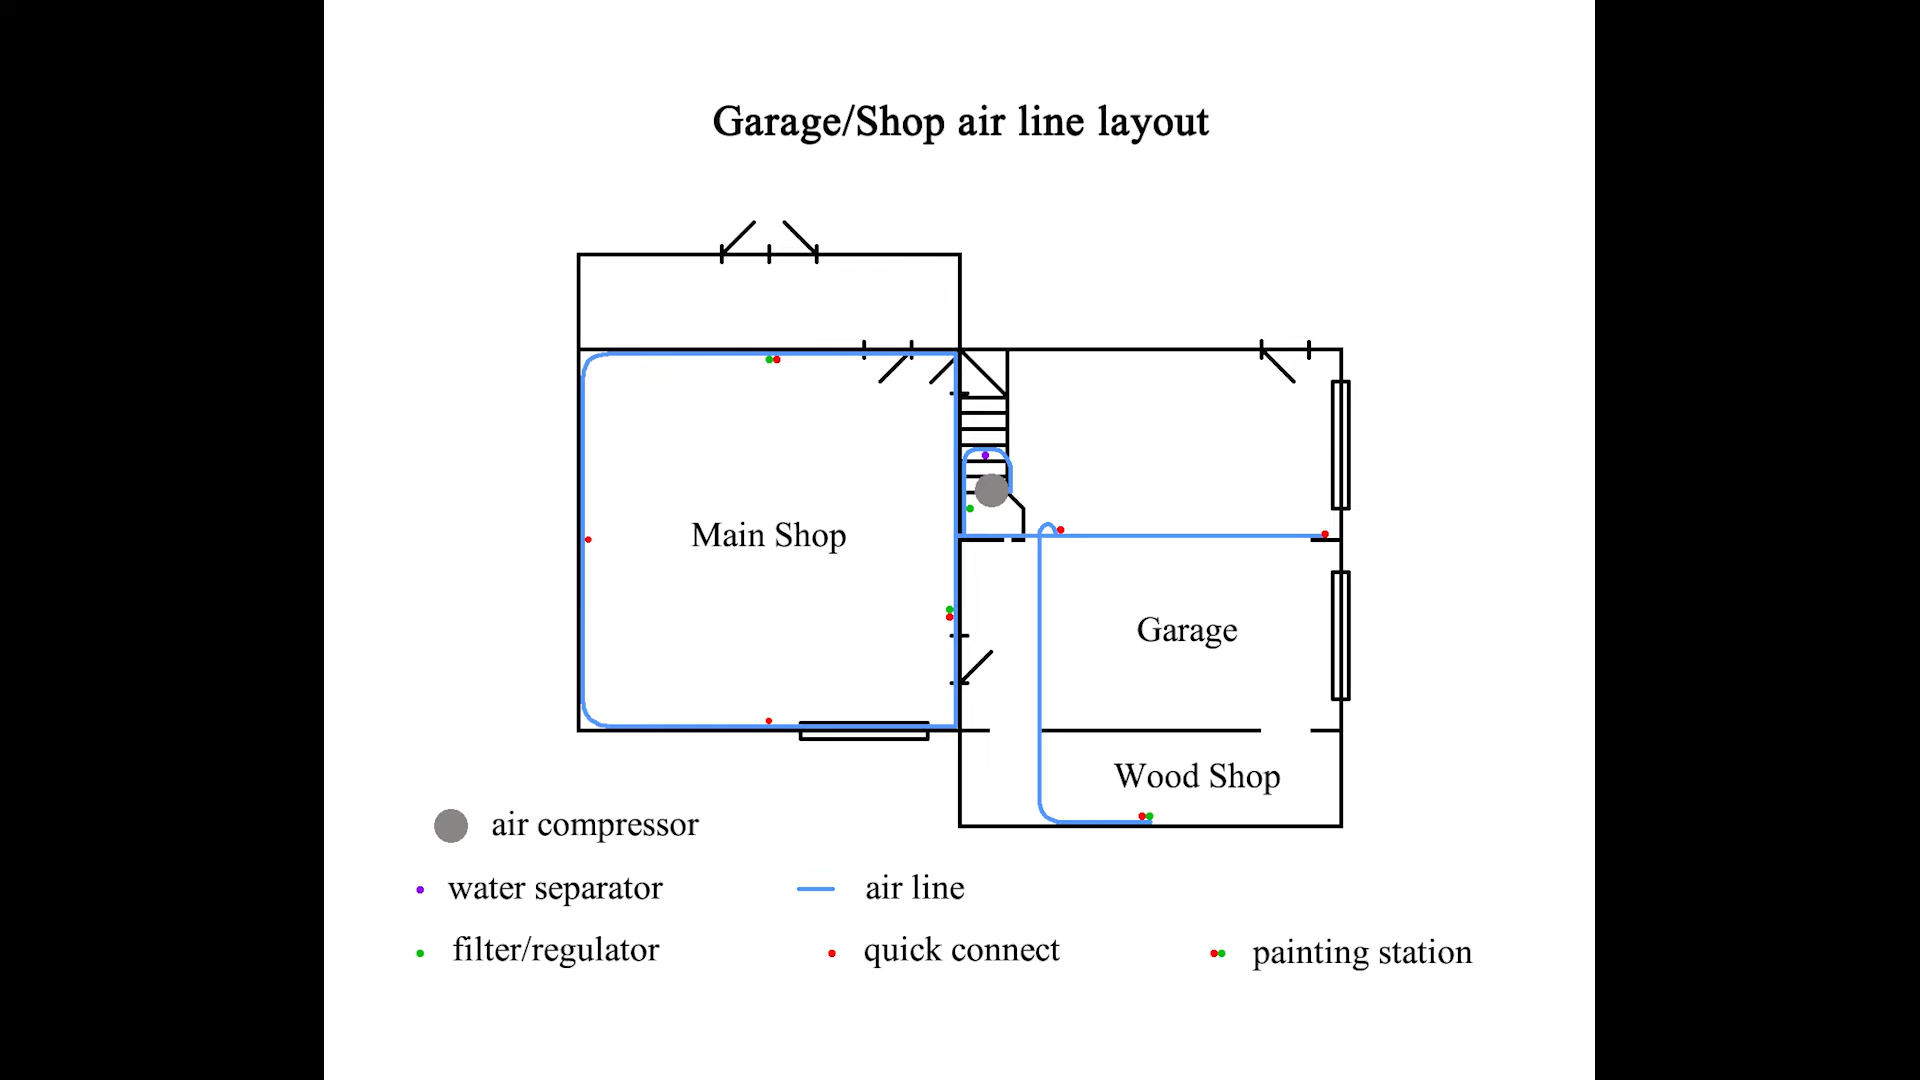 Garage/Shop air line layout
Main Shop
Garage
Wood Shop
air compressor
water separator
air line
filter/regulator
quick connect
painting station